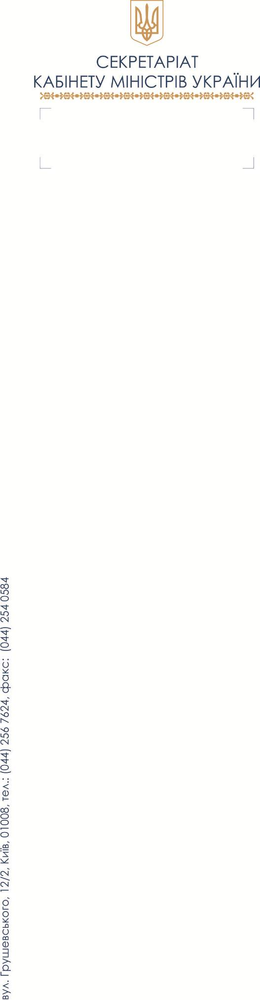 СЕКРЕТАРІАТ
КАБІНЕТУ МІНІСТРІВ УКРАЇНИ
вул. Грушевського, 12/2, Київ, 01008, тел.: (044) 256 7624, факс: (044) 254 0584